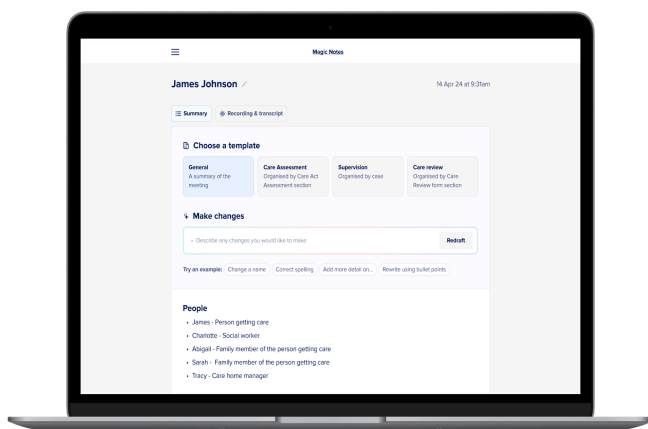 Magic Notes
James Johnson
14 Apr 24 at 9:31am
Summary
Recording & transcript
Choose a template
General
A summary of the
meeting
Care Assessment
Organised by Care Act
Assessment section
Supervision
Organised by case
Care review
Organised by Care
Review form section
Make changes
• Describe any changes you would like to make
Redraft
Try an example:
Change a name
Correct spelling
Add more detail on...
Rewrite using bullet points
People
• James - Person getting care
• Charlotte - Social worker
• Abigail - Family member of the person getting care
• Sarah - Family member of the person getting care
• Tracy - Care home manager